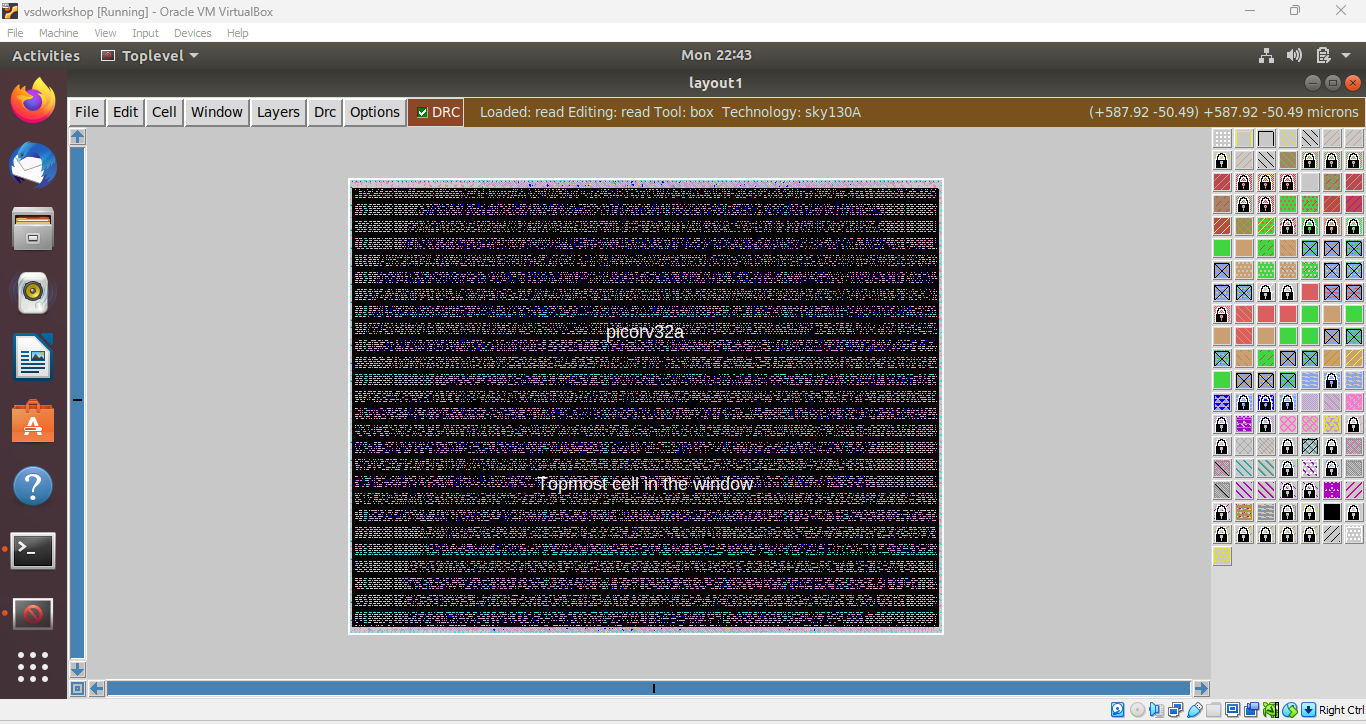 vsdworkshop [Running] - Oracle VM VirtualBox
File Machine View Input Devices Help
Activities Toplevel Mon 22:43
layout1
File Edit Cell Window Layers Drc Options DRC Loaded: read Editing: read Tool: box Technology: sky130A (+587.92 -50.49) +587.92 -50.49 microns
picorv32a
Topmost cell in the window
Right Ctrl